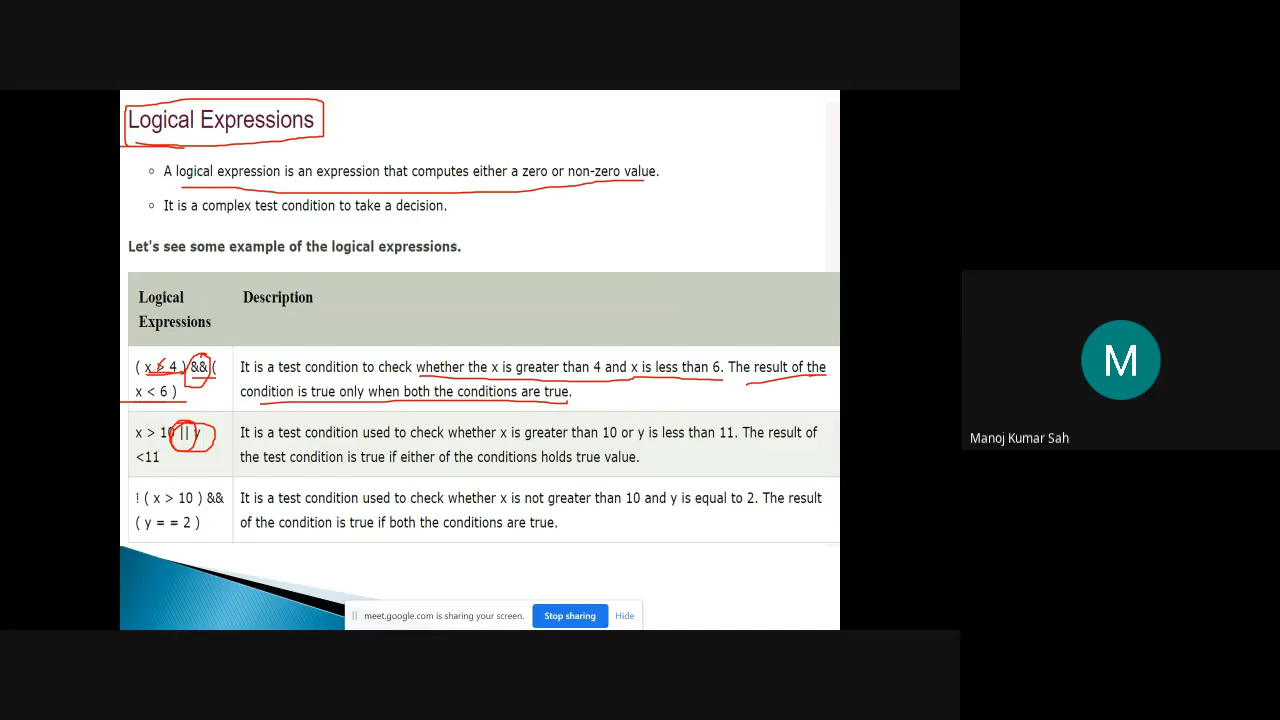 Logical Expressions
A logical expression is an expression that computes either a zero or non-zero value.
It is a complex test condition to take a decision.
Let's see some example of the logical expressions.
Logical
Expressions
Description
( x > 4 ) && (
x < 6 )
It is a test condition to check whether the x is greater than 4 and x is less than 6. The result of the
condition is true only when both the conditions are true.
x > 10 || y
<11
It is a test condition used to check whether x is greater than 10 or y is less than 11. The result of
the test condition is true if either of the conditions holds true value.
! ( x > 10 ) &&
( y = = 2 )
It is a test condition used to check whether x is not greater than 10 and y is equal to 2. The result
of the condition is true if both the conditions are true.
meet.google.com is sharing your screen.
Stop sharing
Hide
M
Manoj Kumar Sah